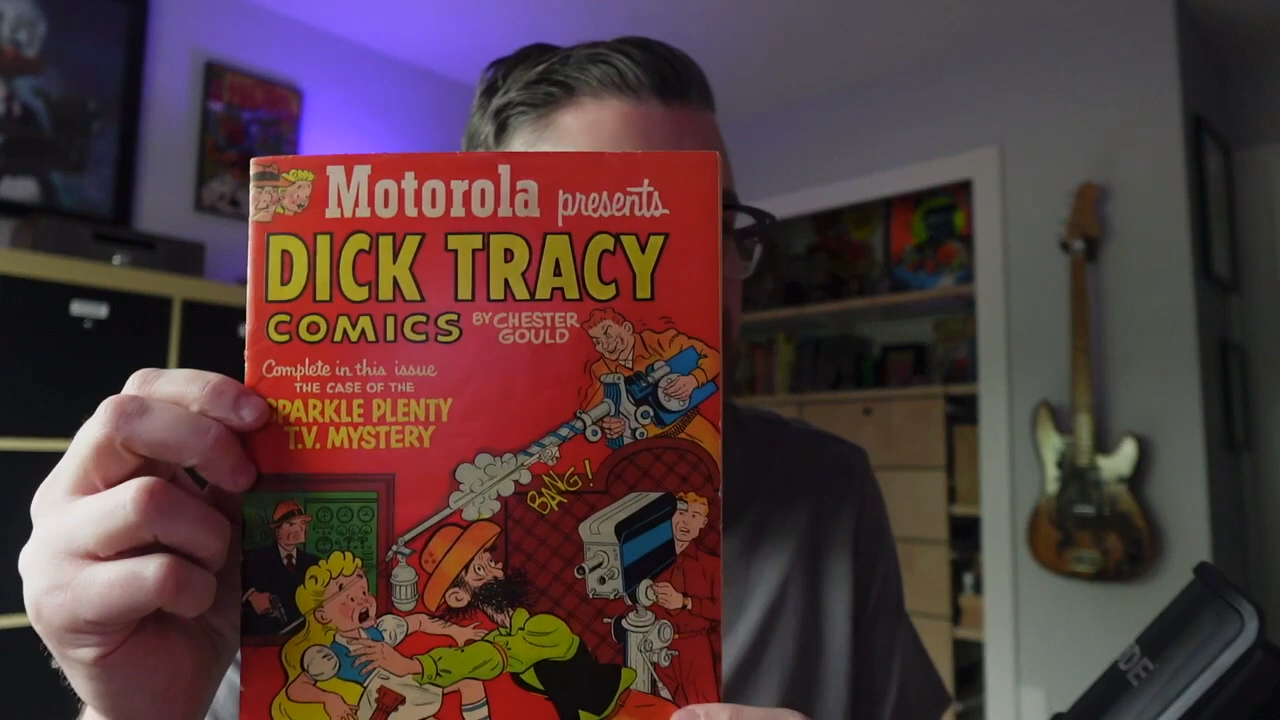 Motorola presents
DICK TRACY
COMICS BY CHESTER GOULD
Complete in this issue
THE CASE OF THE
SPARKLE PLENTY
T.V. MYSTERY
BANG!